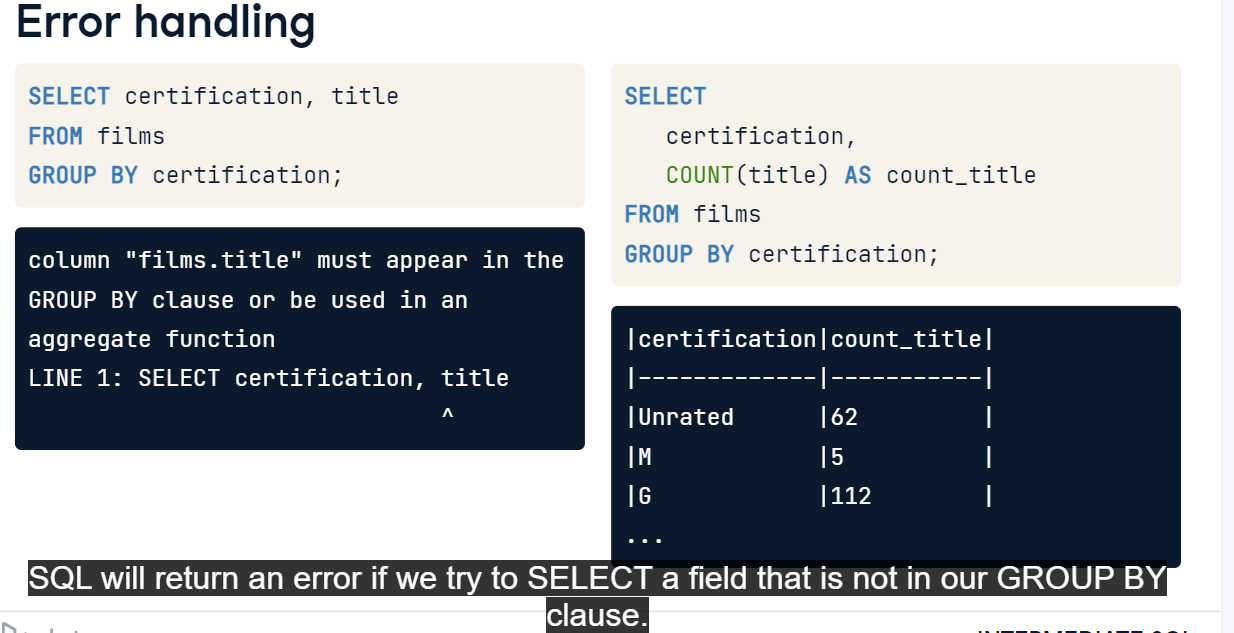 Error handling
SELECT certification, title
FROM films
GROUP BY certification;
column "films.title" must appear in the
GROUP BY clause or be used in an
aggregate function
LINE 1: SELECT certification, title
^
SELECT
certification,
COUNT(title) AS count_title
FROM films
GROUP BY certification;
|certification|count_title|
|-------------|-----------|
|Unrated |62 |
|M |5 |
|G |112 |
...
SQL will return an error if we try to SELECT a field that is not in our GROUP BY
clause.
INTERMEDIATE SQL